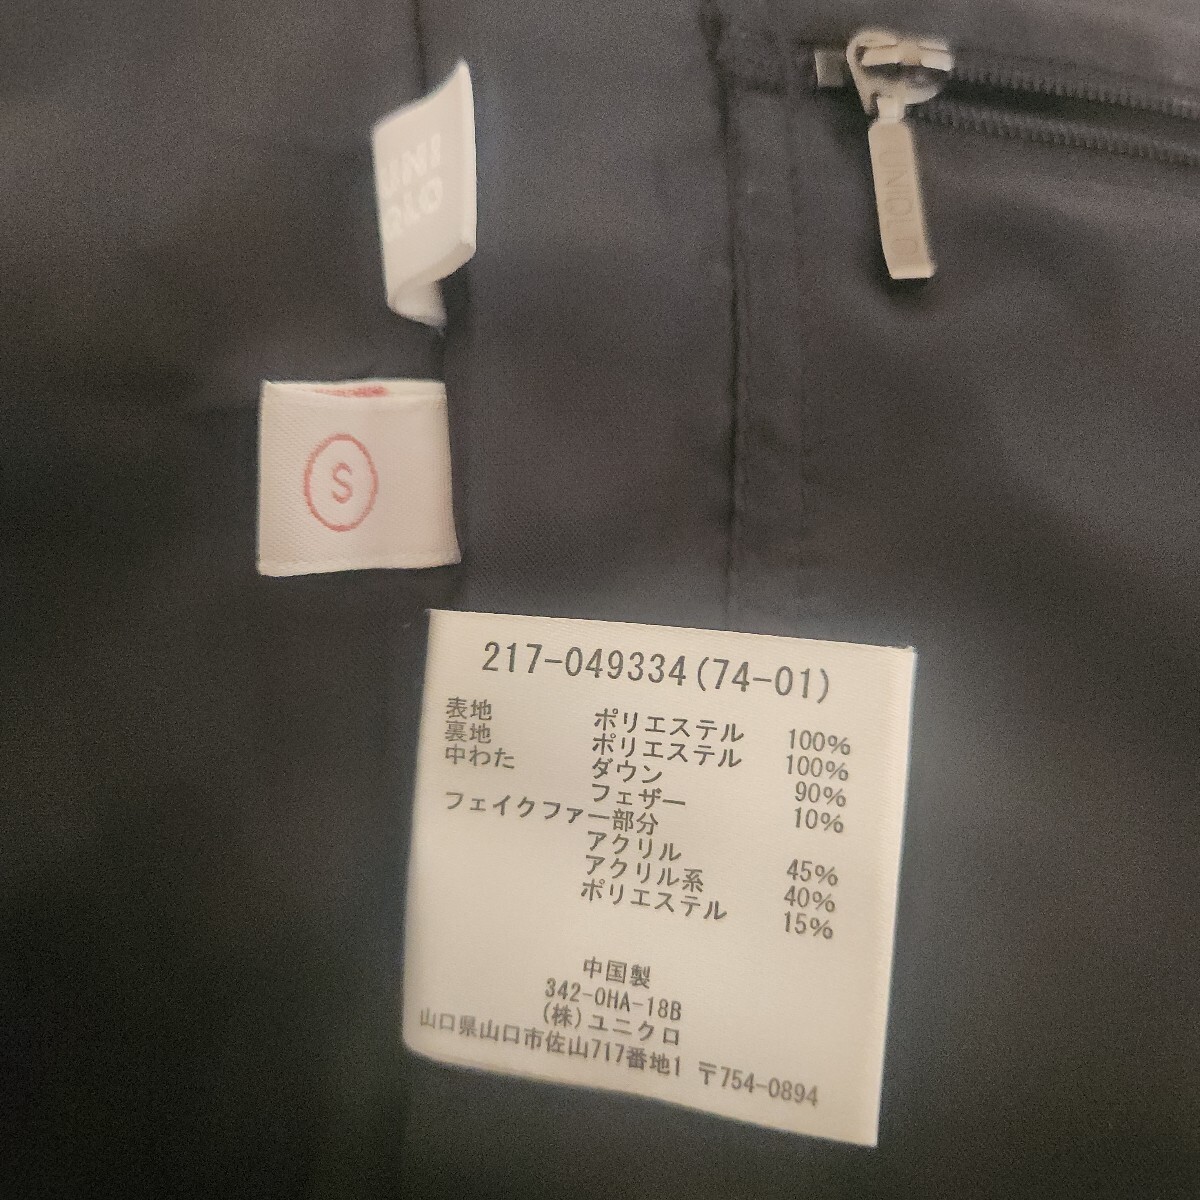 UNI
QLO
UNIQLO
S
217-049334(74-01)
表地 ポリエステル 100%
裏地 ポリエステル 100%
中わた ダウン 90%
フェザー 10%
フェイクファー部分
アクリル 45%
アクリル系 40%
ポリエステル 15%
中国製
342-0HA-18B
(株)ユニクロ
山口県山口市佐山717番地1 〒754-0894